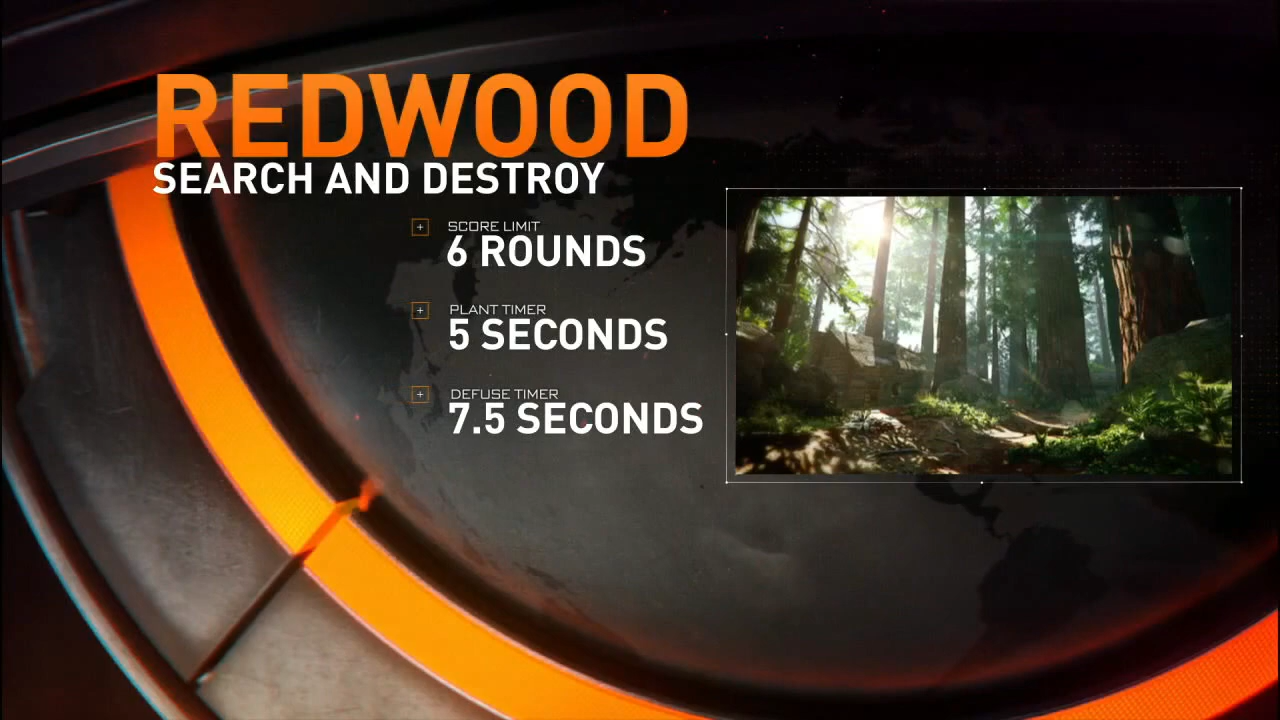 REDWOOD
SEARCH AND DESTROY
SCORE LIMIT
6 ROUNDS
PLANT TIMER
5 SECONDS
DEFUSE TIMER
7.5 SECONDS